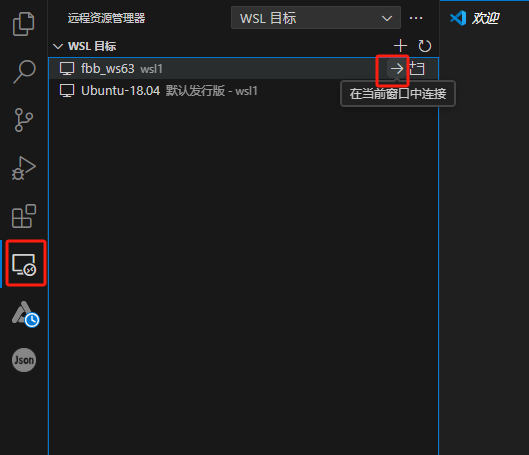 远程资源管理器
WSL 目标
欢迎
WSL 目标
fbb_ws63 wsl1
Ubuntu-18.04 默认发行版 - wsl1
在当前窗口中连接
Json